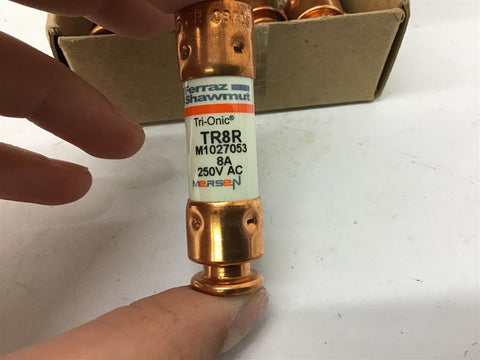 Ferraz
Shawmut
Tri-Onic®
TR8R
M1027053
8A
250V AC
MERSEN